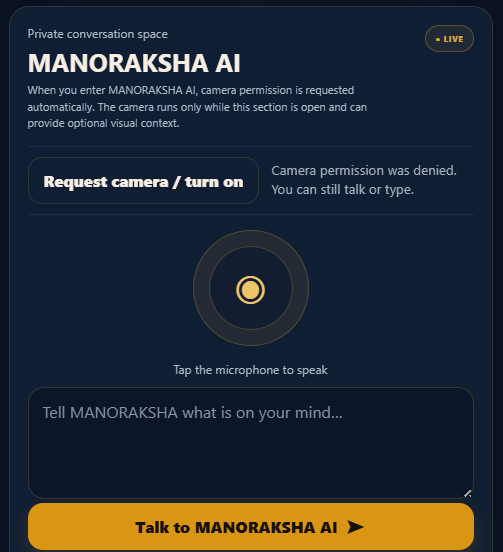 Private conversation space
● LIVE
MANORAKSHA AI
When you enter MANORAKSHA AI, camera permission is requested
automatically. The camera runs only while this section is open and can
provide optional visual context.
Request camera / turn on
Camera permission was denied.
You can still talk or type.
Tap the microphone to speak
Tell MANORAKSHA what is on your mind...
Talk to MANORAKSHA AI ➤